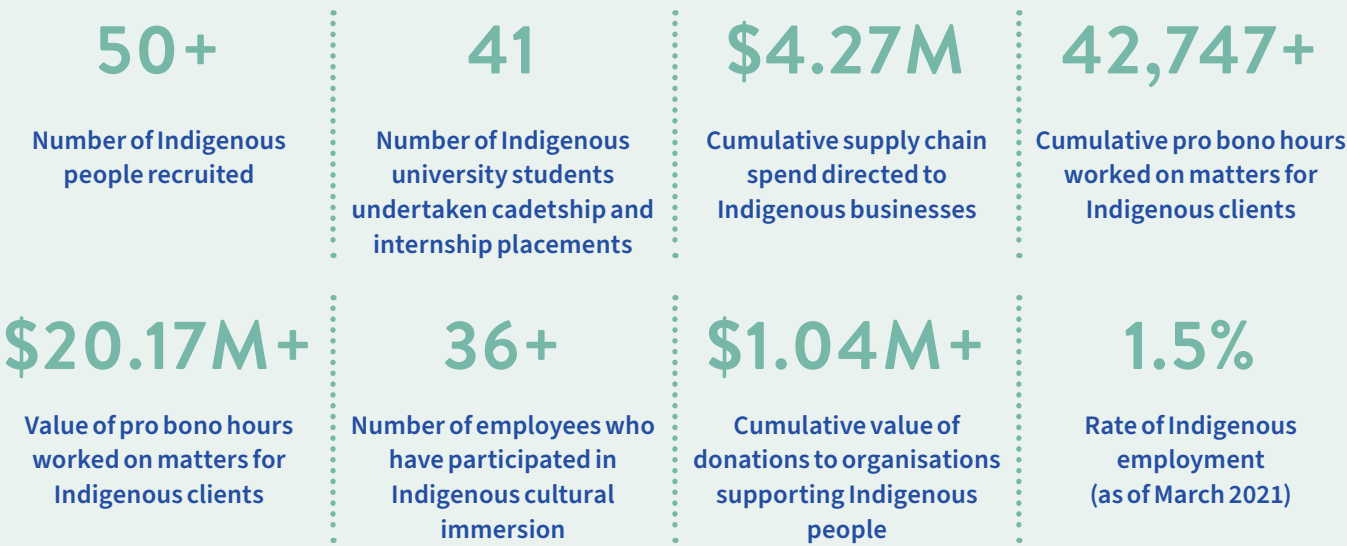 50+
Number of Indigenous
people recruited
41
Number of Indigenous
university students
undertaken cadetship and
internship placements
$4.27M
Cumulative supply chain
spend directed to
Indigenous businesses
42,747+
Cumulative pro bono hours
worked on matters for
Indigenous clients
$20.17M+
Value of pro bono hours
worked on matters for
Indigenous clients
36+
Number of employees who
have participated in
Indigenous cultural
immersion
$1.04M+
Cumulative value of
donations to organisations
supporting Indigenous
people
1.5%
Rate of Indigenous
employment
(as of March 2021)